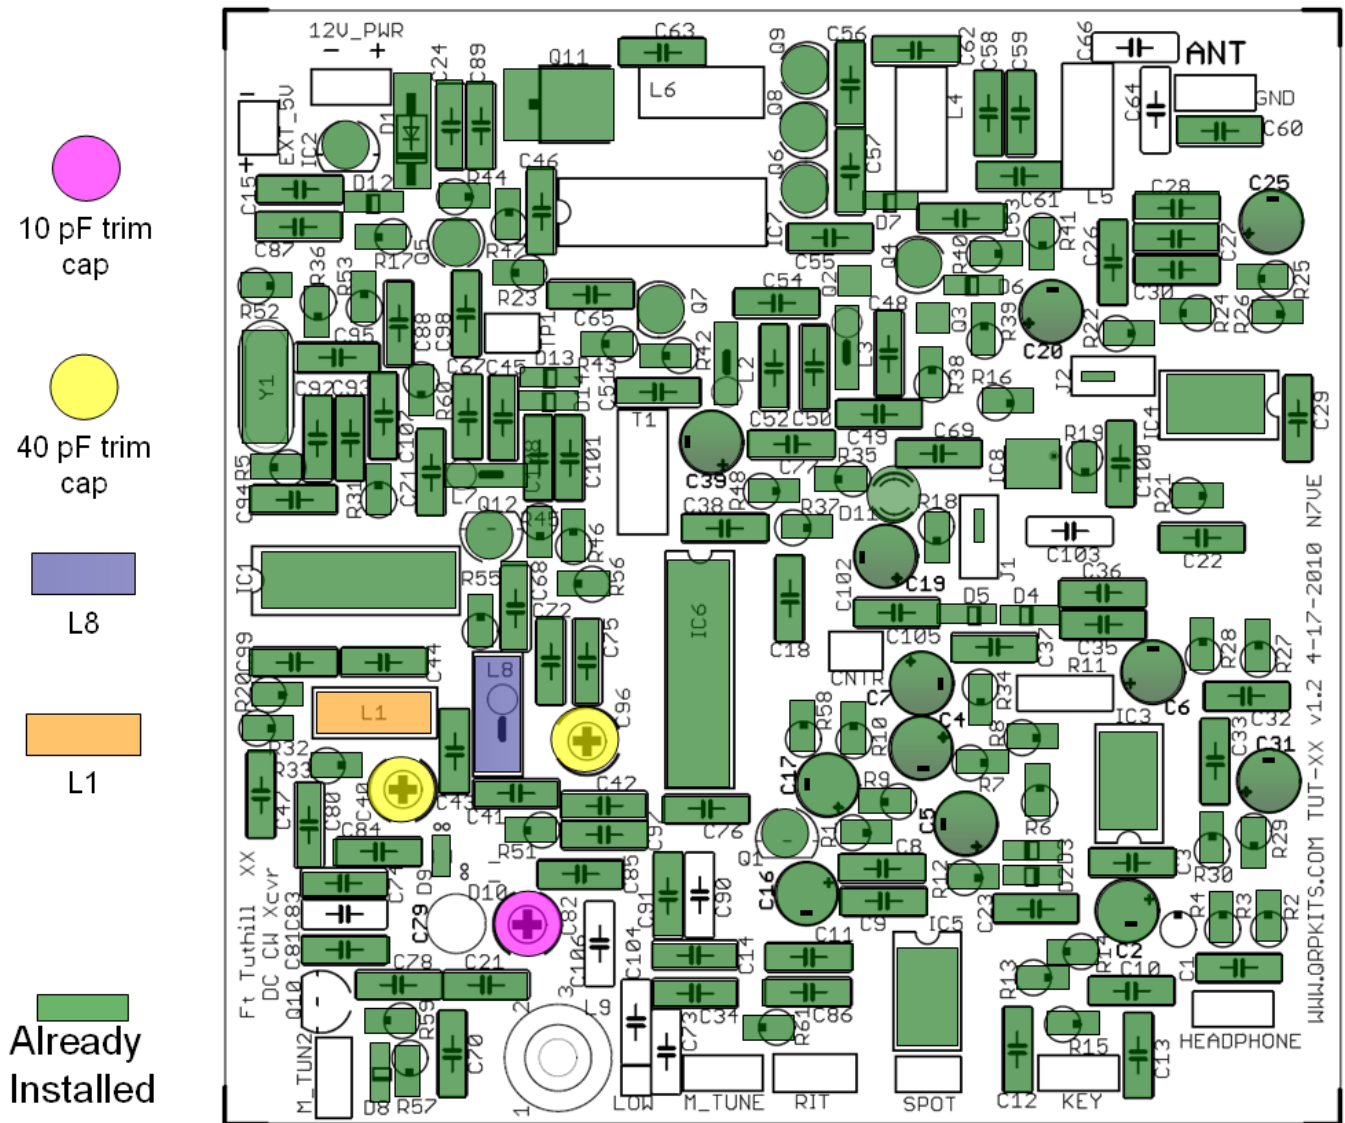 10 pF trim
cap
40 pF trim
cap
L8
L1
Already
Installed
12V_PWR
- +
C24
C89
Q11
C63
L6
Q9
C56
C62
C58
C59
C66
ANT
-
EXT_5V
+
IC2
D1
Q8
L4
C64
GND
C60
C46
Q6
C57
C15
D12
R44
C61
L5
C28
C25
C87
R17
Q5
R47
IC7
D7
C53
R41
C26
C27
R36
R53
C55
Q4
R40
R52
R23
C54
Q2
D6
C30
R24
R26
R25
C88
C98
C65
Q7
C48
Q3
R39
C20
R22
C95
TP1
R43
R42
L2
L3
R38
Y1
C92
C93
C67
C45
D13
D14
C51
R16
J2
IC4
C29
R60
C107
T1
C52
C50
C49
R5
C77
R35
C69
IC8
R19
C100
C94
R31
C71
L7
C108
C101
C39
R48
R21
Q12
R45
R46
C38
R37
D11
R18
C103
C22
IC1
R55
C68
R56
IC6
C102
C19
J1
C36
C72
C75
C18
C105
D5
D4
C35
C99
C44
L8
CNTR
C37
R11
R28
R27
R20
L1
C96
C7
R34
C6
C32
R32
R58
R10
C4
R8
IC3
C33
C31
R33
C40
C43
C41
C42
C17
R9
R7
C47
C80
C84
R51
C97
C76
R1
C5
R6
R29
Q1
C8
R12
D2
D3
C3
R30
C74
D9
8
8
D10
C85
C91
C90
C16
C9
C23
C2
R4
R3
R2
C83
C79
C82
IC5
C81
C106
C104
C14
C11
R14
R13
C10
C1
Ft Tuthill XX
DC CW Xcvr
Q10
C78
C21
2
3
L9
C34
C86
R59
C70
C73
R61
R15
C13
HEADPHONE
M_TUN2
D8
R57
1
LOW
M_TUNE
RIT
SPOT
C12
KEY
WWW.QRPKITS.COM TUT-XX v1.2 4-17-2010 N7VE